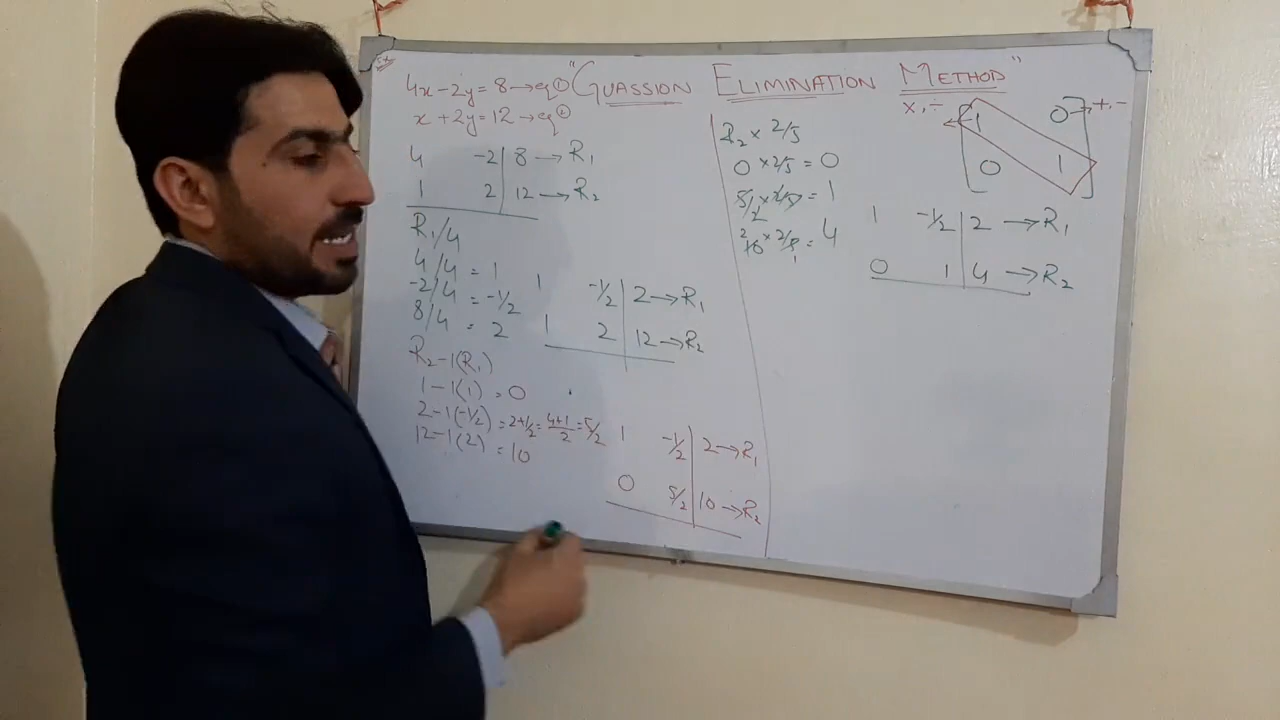 Ex
"GUASSION ELIMINATION METHOD"
4x-2y=8→eq①
x+2y=12→eq②
4 -2 | 8 → R₁
1 2 | 12 → R₂
R₁/4
4/4 = 1
-2/4 = -1/2
8/4 = 2
1 -1/2 | 2 → R₁
1 2 | 12 → R₂
R₂-1(R₁)
1-1(1) = 0
2-1(-1/2) = 2+1/2 = 4+1/2 = 5/2
12-1(2) = 10
1 -1/2 | 2 → R₁
0 5/2 | 10 → R₂
R₂ x 2/5
0 x 2/5 = 0
5/2 x 2/5 = 1
10 x 2/5 = 4
x, ÷ ← 1 0 → +, -
0 1
1 -1/2 | 2 → R₁
0 1 | 4 → R₂